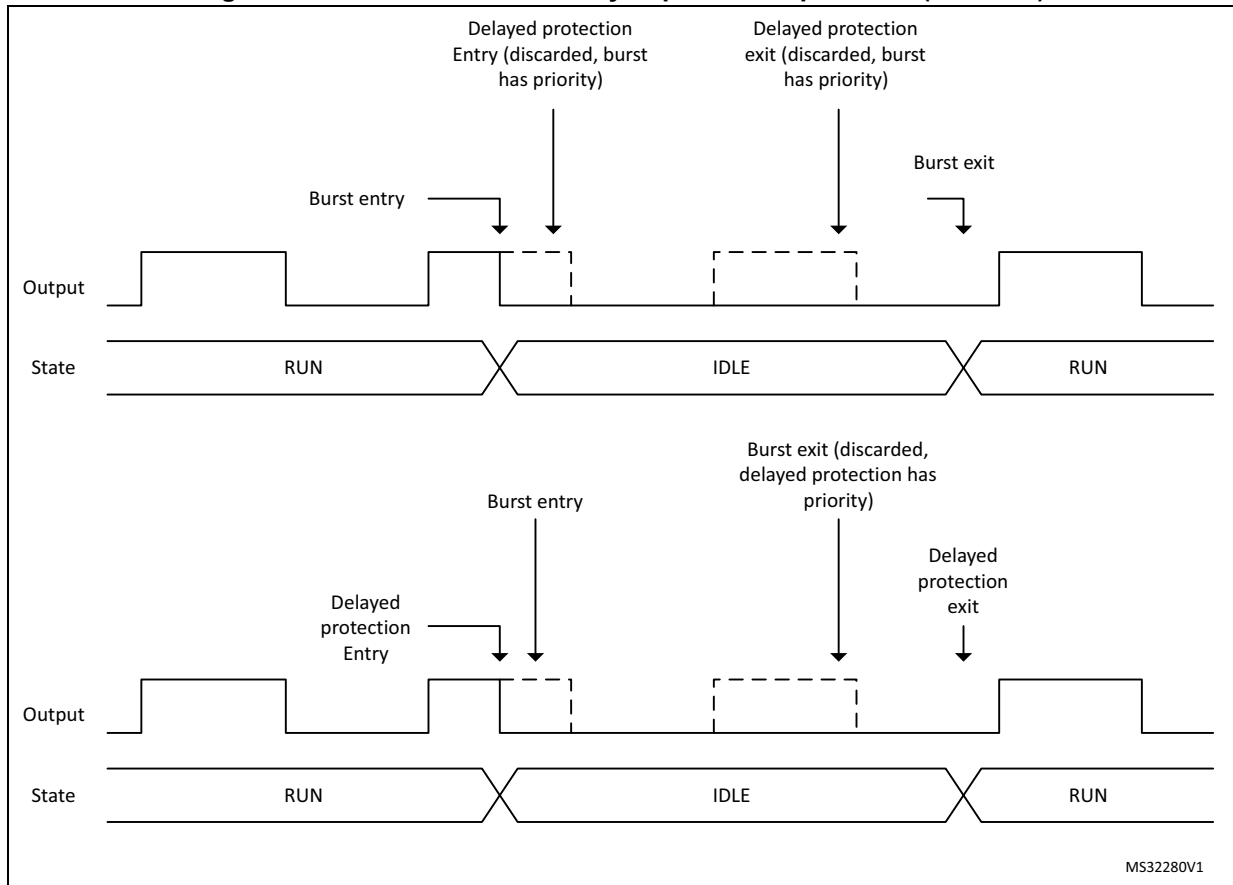 Delayed protection
Entry (discarded, burst
has priority)
Delayed protection
exit (discarded, burst
has priority)
Burst exit
Burst entry
Output
State
RUN
IDLE
RUN
Burst exit (discarded,
delayed protection has
priority)
Burst entry
Delayed
protection
exit
Delayed
protection
Entry
Output
State
RUN
IDLE
RUN
MS32280V1